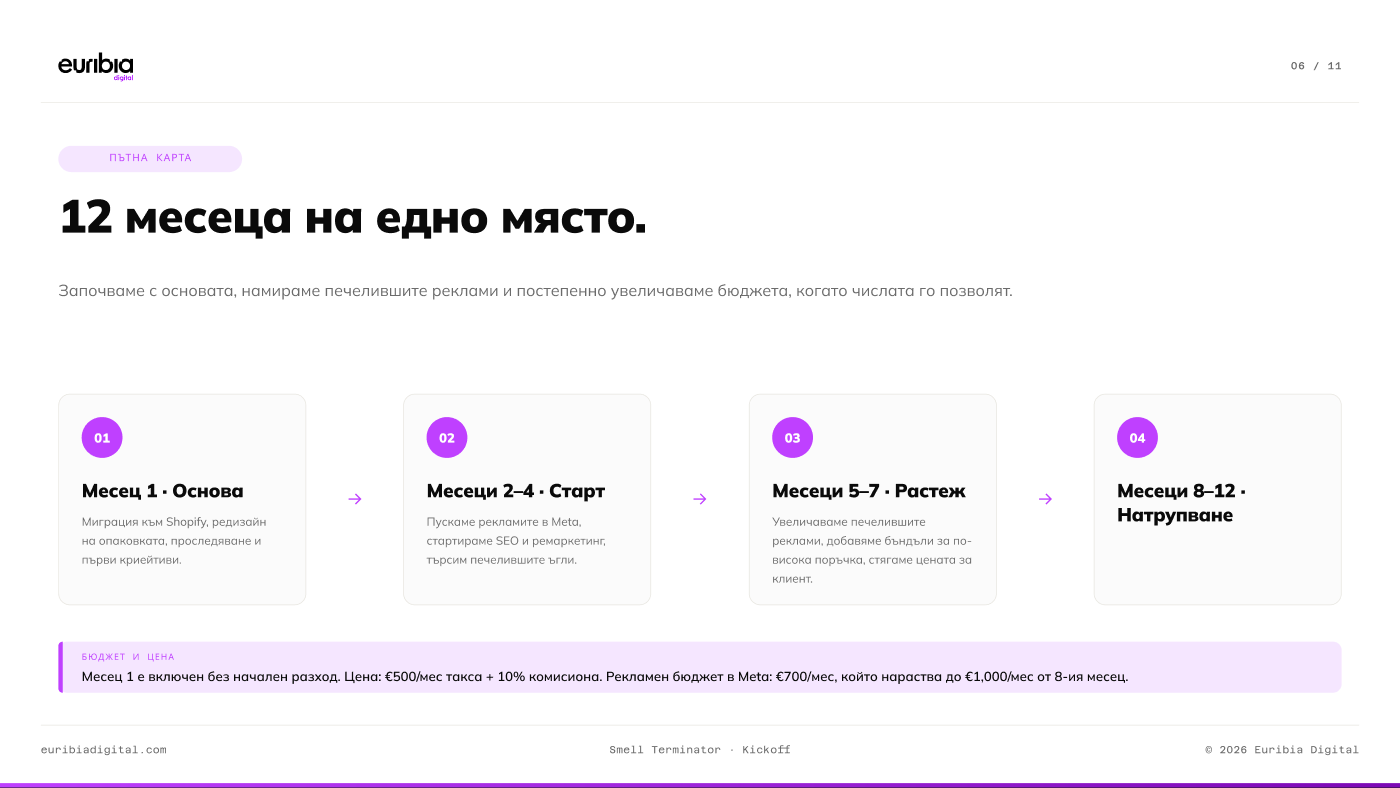 euribia
digital
06 / 11
ПЪТНА КАРТА
12 месеца на едно място.
Започваме с основата, намираме печелившите реклами и постепенно увеличаваме бюджета, когато числата го позволят.
01
Месец 1 · Основа
Миграция към Shopify, редизайн
на опаковката, проследяване и
първи криейтиви.
→
02
Месеци 2–4 · Старт
Пускаме рекламите в Meta,
стартираме SEO и ремаркетинг,
търсим печелившите ъгли.
→
03
Месеци 5–7 · Растеж
Увеличаваме печелившите
реклами, добавяме бъндъли за по-
висока поръчка, стягаме цената за
клиент.
→
04
Месеци 8–12 ·
Натрупване
БЮДЖЕТ И ЦЕНА
Месец 1 е включен без начален разход. Цена: €500/мес такса + 10% комисиона. Рекламен бюджет в Meta: €700/мес, който нараства до €1,000/мес от 8-ия месец.
euribiadigital.com
Smell Terminator · Kickoff
© 2026 Euribia Digital